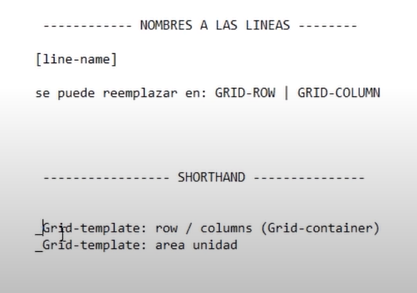 ------------ NOMBRES A LAS LINEAS --------
[line-name]
se puede reemplazar en: GRID-ROW | GRID-COLUMN
----------------- SHORTHAND ---------------
_Grid-template: row / columns (Grid-container)
_Grid-template: area unidad